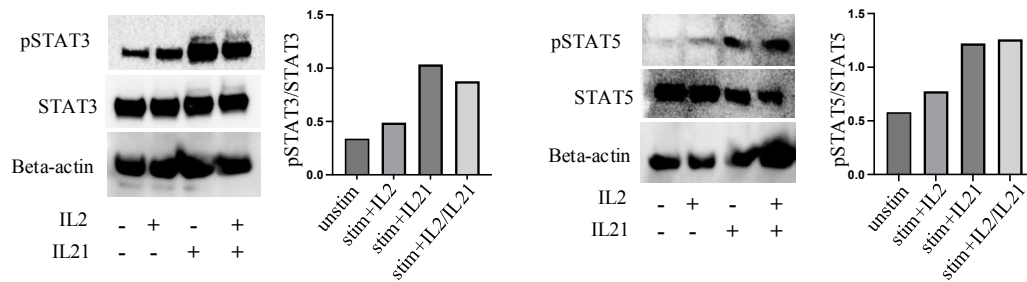 pSTAT3
STAT3
Beta-actin
IL2 - + - +
IL21 - - + +
pSTAT3/STAT3
1.5
1.0
0.5
0.0
unstim
stim+IL2
stim+IL21
stim+IL2/IL21
pSTAT5
STAT5
Beta-actin
IL2 - + - +
IL21 - - + +
pSTAT5/STAT5
1.5
1.0
0.5
0.0
unstim
stim+IL2
stim+IL21
stim+IL2/IL21